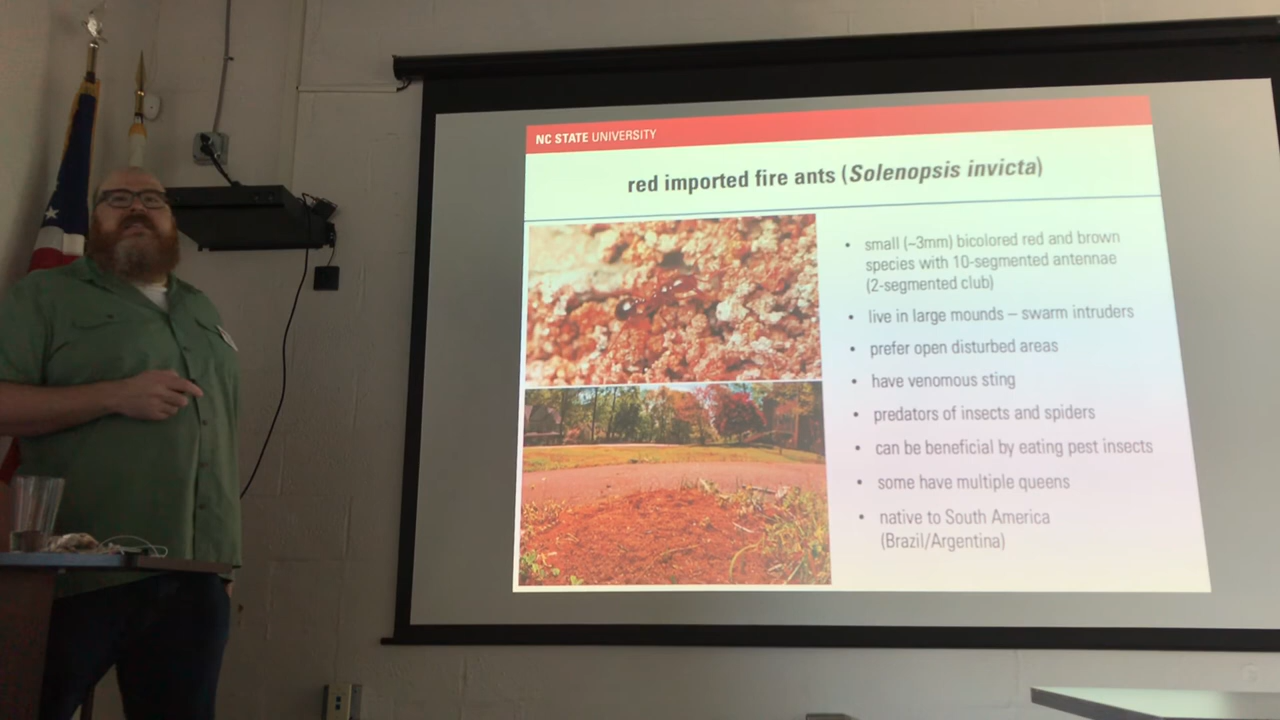 NC STATE UNIVERSITY
red imported fire ants (Solenopsis invicta)
• small (~3mm) bicolored red and brown
species with 10-segmented antennae
(2-segmented club)
• live in large mounds – swarm intruders
• prefer open disturbed areas
• have venomous sting
• predators of insects and spiders
• can be beneficial by eating pest insects
• some have multiple queens
• native to South America
(Brazil/Argentina)